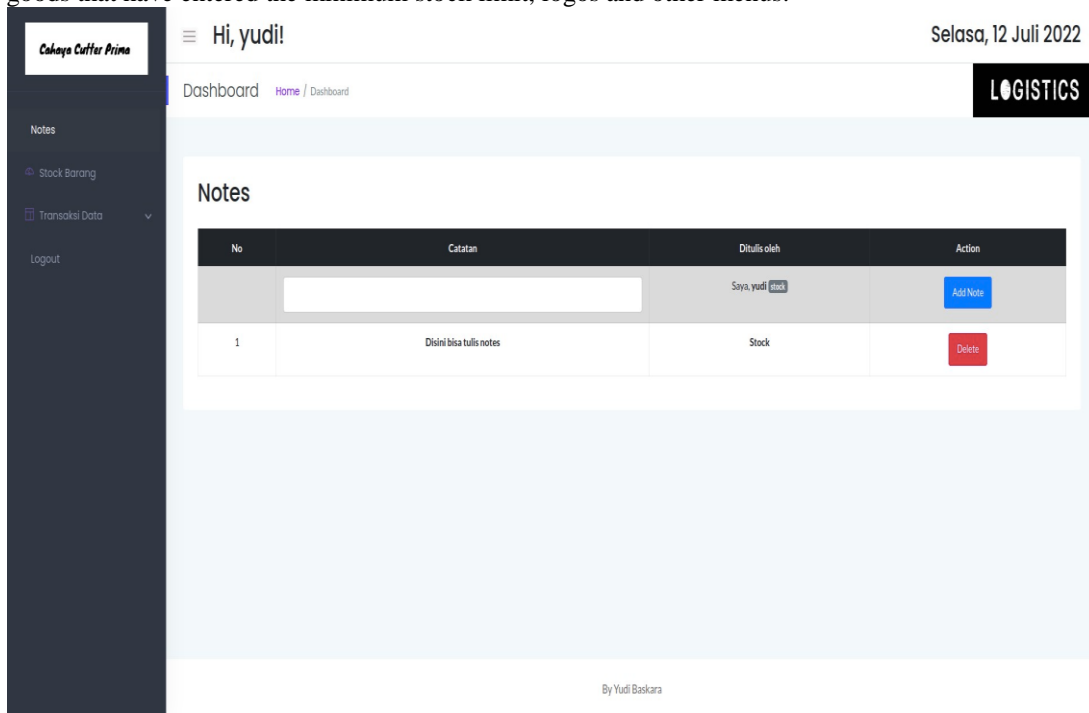 goods that have entered the minimum stock limit, logos and other menus.
Cahaya Cutter Prima
Hi, yudi!
Selasa, 12 Juli 2022
Dashboard Home / Dashboard
LOGISTICS
Notes
Stock Barang
Transaksi Data
Logout
Notes
No Catatan Ditulis oleh Action
Saya, yudi stock Add Note
1 Disini bisa tulis notes Stock Delete
By Yudi Baskara